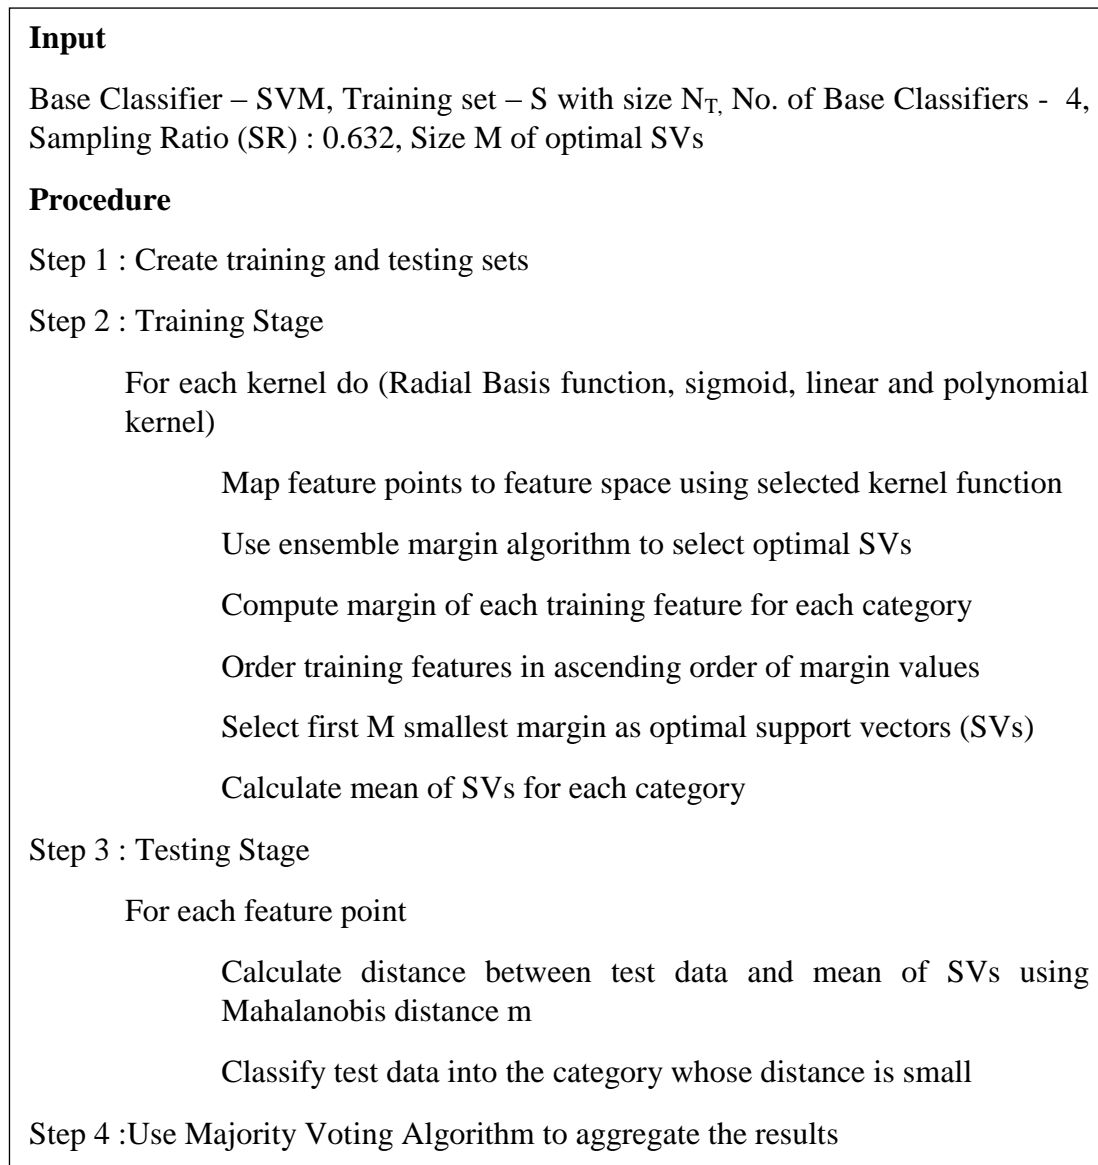 Input
Base Classifier – SVM, Training set – S with size N_T, No. of Base Classifiers -  4,
Sampling Ratio (SR) : 0.632, Size M of optimal SVs
Procedure
Step 1 : Create training and testing sets
Step 2 : Training Stage
For each kernel do (Radial Basis function, sigmoid, linear and polynomial
kernel)
Map feature points to feature space using selected kernel function
Use ensemble margin algorithm to select optimal SVs
Compute margin of each training feature for each category
Order training features in ascending order of margin values
Select first M smallest margin as optimal support vectors (SVs)
Calculate mean of SVs for each category
Step 3 : Testing Stage
For each feature point
Calculate distance between test data and mean of SVs using
Mahalanobis distance m
Classify test data into the category whose distance is small
Step 4 :Use Majority Voting Algorithm to aggregate the results